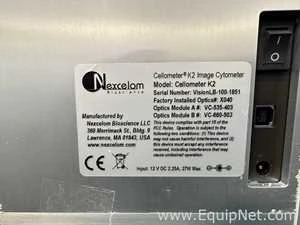 Nexcelom
Bioscience
Cellometer® K2 Image Cytometer
Model: Cellometer K2
Serial Number: VisionLB-100-1851
Factory Installed Optics#: X040
Optics Module A #: VC-535-403
Optics Module B #: VC-660-503
Manufactured by
Nexcelom Bioscience LLC
360 Merrimack St., Bldg. 9
Lawrence, MA 01843, USA
www.nexcelom.com
This device complies with part 15 of the
FCC Rules. Operation is subject to the following
two conditions: (1) this device may not cause
harmful interference, and (2) this device must
accept any interference received, including
interference that may cause undesired operation.
CE
Input: 12 V DC 2.25A, 27W Max
www.EquipNet.com